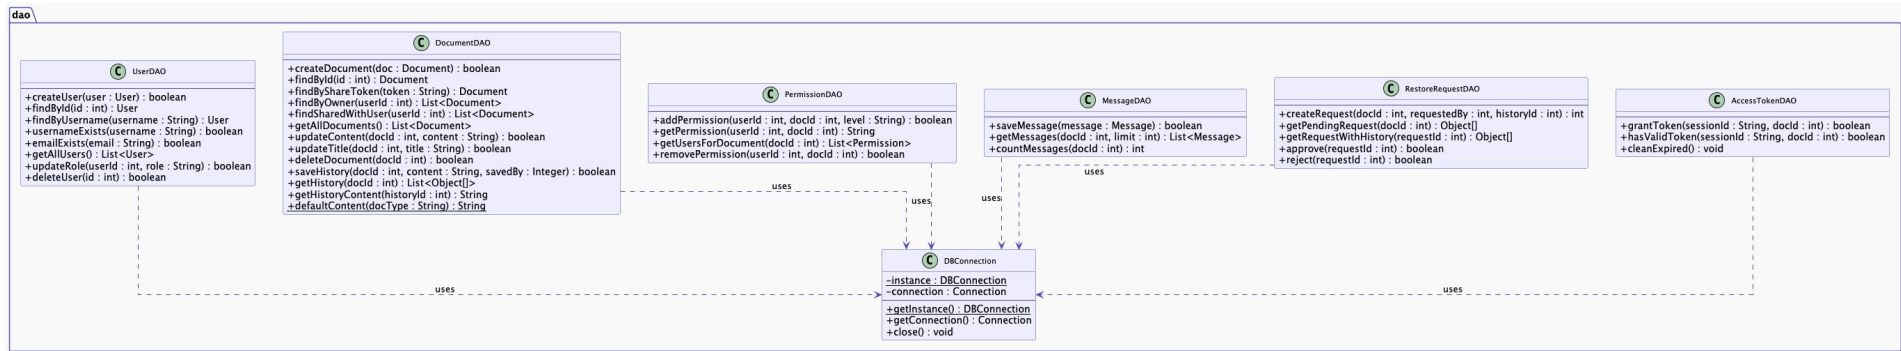 dao
C UserDAO
+createUser(user : User) : boolean
+findById(id : int) : User
+findByUsername(username : String) : User
+usernameExists(username : String) : boolean
+emailExists(email : String) : boolean
+getAllUsers() : List<User>
+updateRole(userId : int, role : String) : boolean
+deleteUser(id : int) : boolean
C DocumentDAO
+createDocument(doc : Document) : boolean
+findById(id : int) : Document
+findByShareToken(token : String) : Document
+findByOwner(userId : int) : List<Document>
+findSharedWithUser(userId : int) : List<Document>
+getAllDocuments() : List<Document>
+updateContent(docId : int, content : String) : boolean
+updateTitle(docId : int, title : String) : boolean
+deleteDocument(docId : int) : boolean
+saveHistory(docId : int, content : String, savedBy : Integer) : boolean
+getHistory(docId : int) : List<Object[]>
+getHistoryContent(historyId : int) : String
+defaultContent(docType : String) : String
C PermissionDAO
+addPermission(userId : int, docId : int, level : String) : boolean
+getPermission(userId : int, docId : int) : String
+getUsersForDocument(docId : int) : List<Permission>
+removePermission(userId : int, docId : int) : boolean
C MessageDAO
+saveMessage(message : Message) : boolean
+getMessages(docId : int, limit : int) : List<Message>
+countMessages(docId : int) : int
C RestoreRequestDAO
+createRequest(docId : int, requestedBy : int, historyId : int) : int
+getPendingRequest(docId : int) : Object[]
+getRequestWithHistory(requestId : int) : Object[]
+approve(requestId : int) : boolean
+reject(requestId : int) : boolean
C AccessTokenDAO
+grantToken(sessionId : String, docId : int) : boolean
+hasValidToken(sessionId : String, docId : int) : boolean
+cleanExpired() : void
uses
uses
uses
uses
uses
uses
C DBConnection
-instance : DBConnection
-connection : Connection
+getInstance() : DBConnection
+getConnection() : Connection
+close() : void